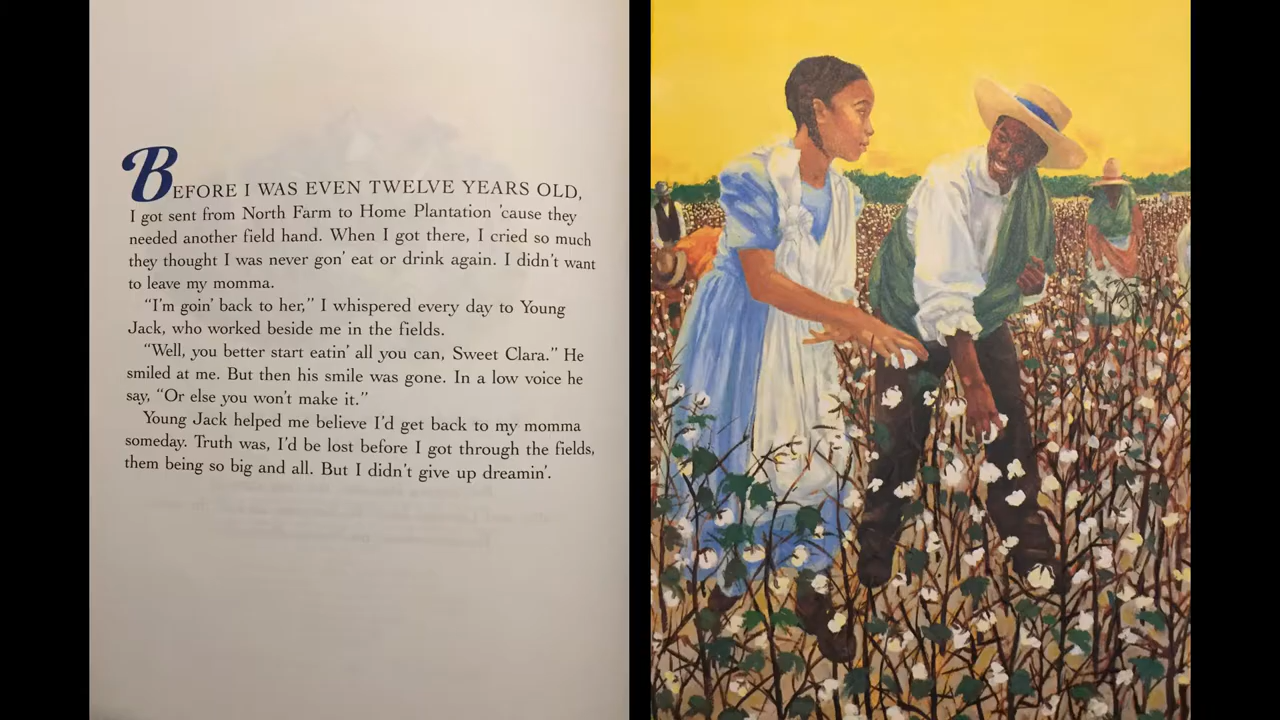 BEFORE I WAS EVEN TWELVE YEARS OLD,
I got sent from North Farm to Home Plantation 'cause they
needed another field hand. When I got there, I cried so much
they thought I was never gon' eat or drink again. I didn't want
to leave my momma.
"I'm goin' back to her," I whispered every day to Young
Jack, who worked beside me in the fields.
"Well, you better start eatin' all you can, Sweet Clara." He
smiled at me. But then his smile was gone. In a low voice he
say, "Or else you won't make it."
Young Jack helped me believe I'd get back to my momma
someday. Truth was, I'd be lost before I got through the fields,
them being so big and all. But I didn't give up dreamin'.